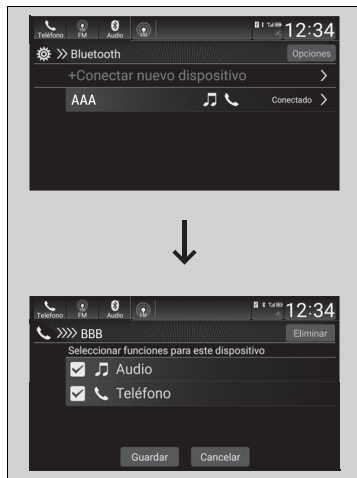 Teléfono FM Audio 12:34
Bluetooth Opciones
+Conectar nuevo dispositivo
AAA Conectado
Teléfono FM Audio 12:34
BBB Eliminar
Seleccionar funciones para este dispositivo
Audio
Teléfono
Guardar Cancelar